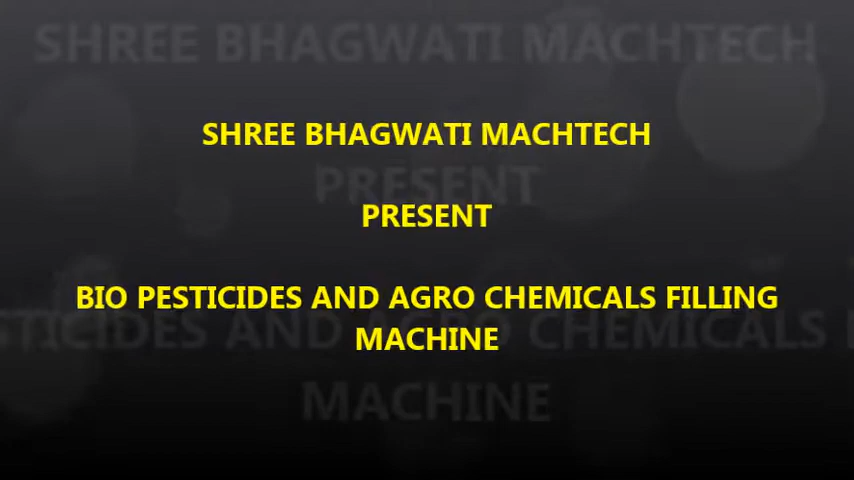 SHREE BHAGWATI MACHTECH
PRESENT
BIO PESTICIDES AND AGRO CHEMICALS FILLING
MACHINE